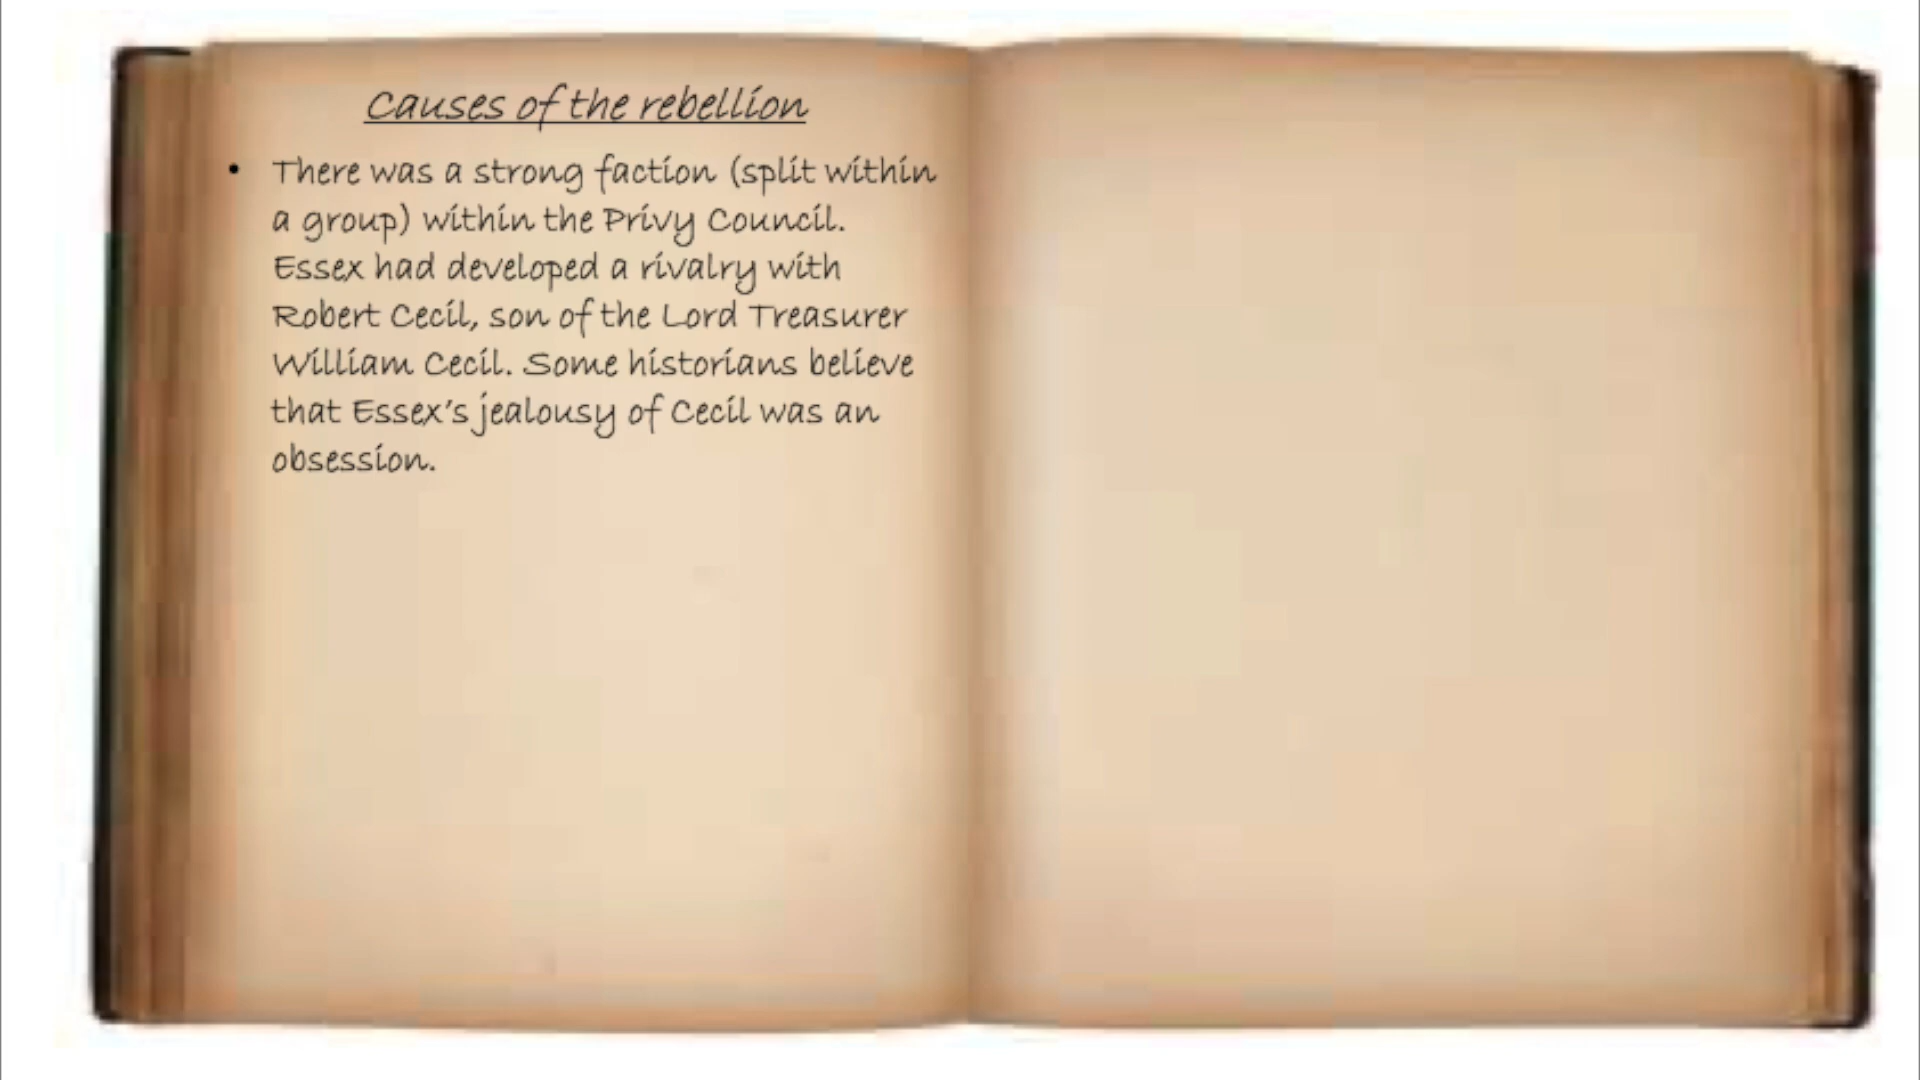 Causes of the rebellion
• There was a strong faction (split within
a group) within the Privy Council.
Essex had developed a rivalry with
Robert Cecil, son of the Lord Treasurer
William Cecil. Some historians believe
that Essex's jealousy of Cecil was an
obsession.